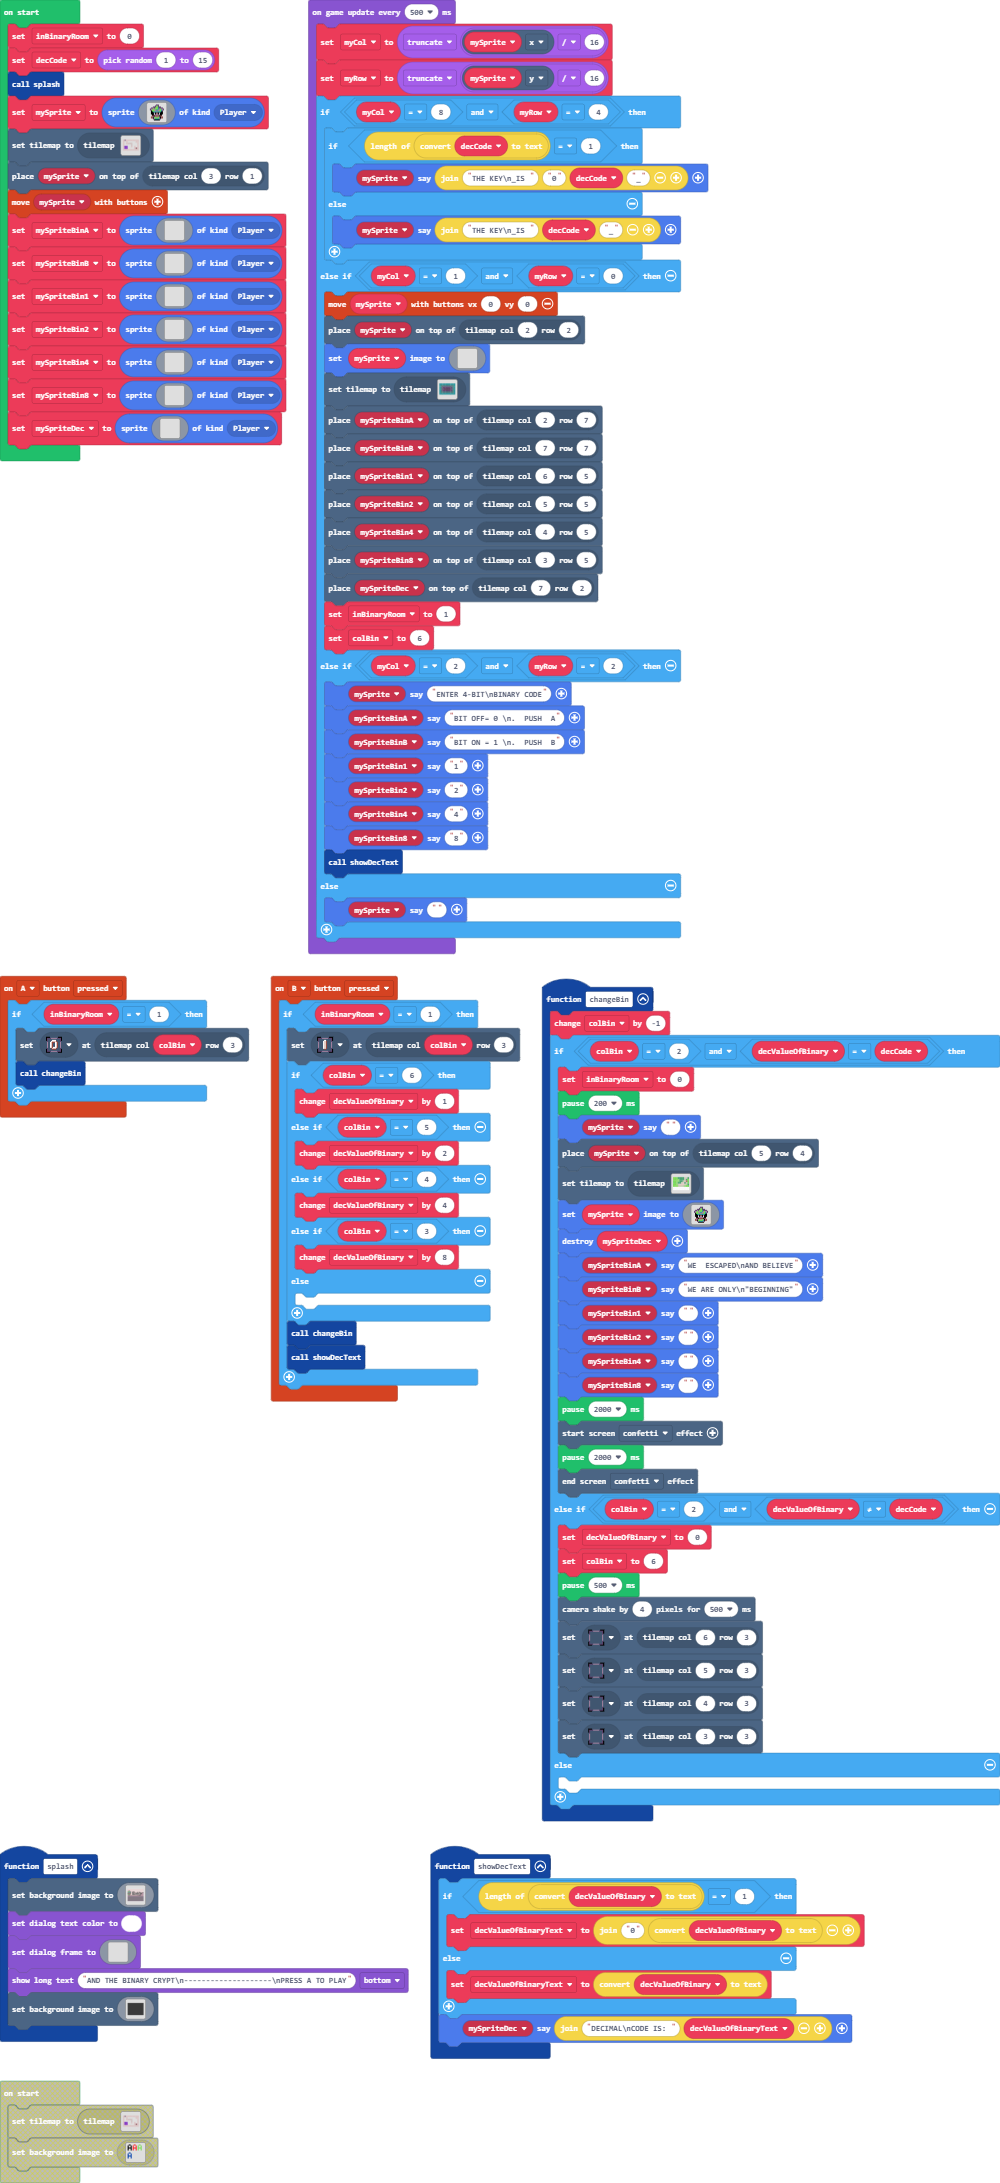 on start
set inBinaryRoom to 0
set decCode to pick random 1 to 15
call splash
set mySprite to sprite of kind Player
set tilemap to tilemap
place mySprite on top of tilemap col 3 row 1
move mySprite with buttons
set mySpriteBinA to sprite of kind Player
set mySpriteBinB to sprite of kind Player
set mySpriteBin1 to sprite of kind Player
set mySpriteBin2 to sprite of kind Player
set mySpriteBin4 to sprite of kind Player
set mySpriteBin8 to sprite of kind Player
set mySpriteDec to sprite of kind Player
on game update every 500 ms
set myCol to truncate mySprite x / 16
set myRow to truncate mySprite y / 16
if myCol = 8 and myRow = 4 then
if length of convert decCode to text = 1 then
mySprite say join "THE KEY\n_IS " "0" decCode "_"
else
mySprite say join "THE KEY\n_IS " decCode "_"
else if myCol = 1 and myRow = 0 then
move mySprite with buttons vx 0 vy 0
place mySprite on top of tilemap col 2 row 2
set mySprite image to
set tilemap to tilemap
place mySpriteBinA on top of tilemap col 2 row 7
place mySpriteBinB on top of tilemap col 7 row 7
place mySpriteBin1 on top of tilemap col 6 row 5
place mySpriteBin2 on top of tilemap col 5 row 5
place mySpriteBin4 on top of tilemap col 4 row 5
place mySpriteBin8 on top of tilemap col 3 row 5
place mySpriteDec on top of tilemap col 7 row 2
set inBinaryRoom to 1
set colBin to 6
else if myCol = 2 and myRow = 2 then
mySprite say "ENTER 4-BIT\nBINARY CODE"
mySpriteBinA say "BIT OFF= 0 \n.  PUSH  A"
mySpriteBinB say "BIT ON = 1 \n.  PUSH  B"
mySpriteBin1 say "1"
mySpriteBin2 say "2"
mySpriteBin4 say "4"
mySpriteBin8 say "8"
call showDecText
else
mySprite say " "
on A button pressed
if inBinaryRoom = 1 then
set at tilemap col colBin row 3
call changeBin
on B button pressed
if inBinaryRoom = 1 then
set at tilemap col colBin row 3
if colBin = 6 then
change decValueOfBinary by 1
else if colBin = 5 then
change decValueOfBinary by 2
else if colBin = 4 then
change decValueOfBinary by 4
else if colBin = 3 then
change decValueOfBinary by 8
else
call changeBin
call showDecText
function changeBin
change colBin by -1
if colBin = 2 and decValueOfBinary = decCode then
set inBinaryRoom to 0
pause 200 ms
mySprite say " "
place mySprite on top of tilemap col 5 row 4
set tilemap to tilemap
set mySprite image to
destroy mySpriteDec
mySpriteBinA say "WE  ESCAPED\nAND BELIEVE"
mySpriteBinB say "WE ARE ONLY\n"BEGINNING"
mySpriteBin1 say " "
mySpriteBin2 say " "
mySpriteBin4 say " "
mySpriteBin8 say " "
pause 2000 ms
start screen confetti effect
pause 2000 ms
end screen confetti effect
else if colBin = 2 and decValueOfBinary ≠ decCode then
set decValueOfBinary to 0
set colBin to 6
pause 500 ms
camera shake by 4 pixels for 500 ms
set at tilemap col 6 row 3
set at tilemap col 5 row 3
set at tilemap col 4 row 3
set at tilemap col 3 row 3
else
function splash
set background image to
set dialog text color to
set dialog frame to
show long text "AND THE BINARY CRYPT\n--------------------\nPRESS A TO PLAY" bottom
set background image to
function showDecText
if length of convert decValueOfBinary to text = 1 then
set decValueOfBinaryText to join "0" convert decValueOfBinary to text
else
set decValueOfBinaryText to convert decValueOfBinary to text
mySpriteDec say join "DECIMAL\nCODE IS: " decValueOfBinaryText
on start
set tilemap to tilemap
set background image to